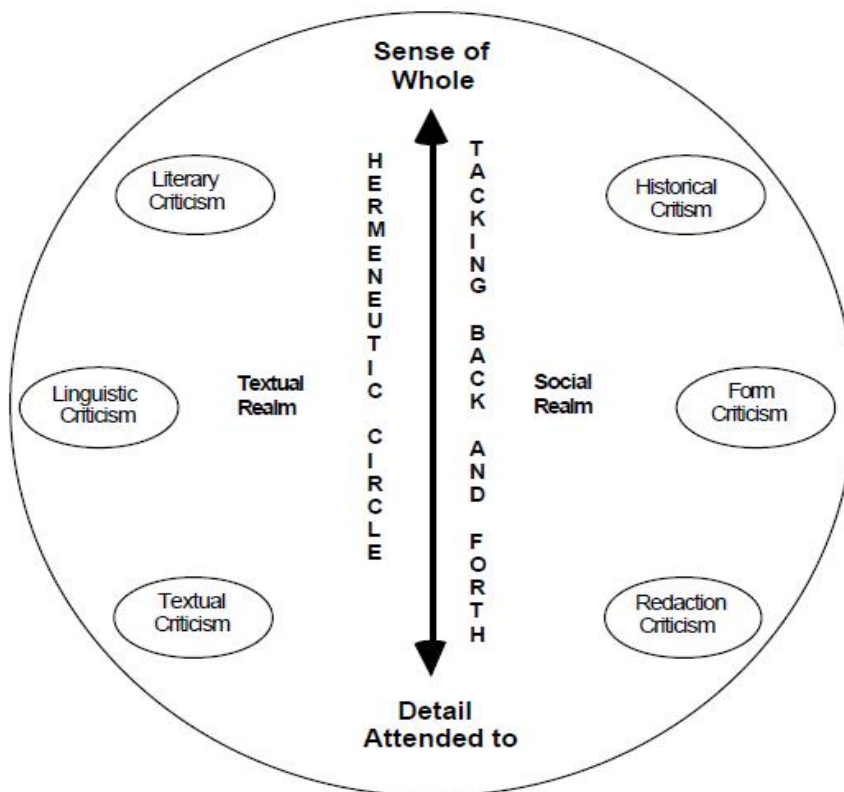 Sense of
Whole
HERMENEUTIC CIRCLE
TACKING BACK AND FORTH
Literary
Criticism
Historical
Critism
Linguistic
Criticism
Textual
Realm
Social
Realm
Form
Criticism
Textual
Criticism
Redaction
Criticism
Detail
Attended to